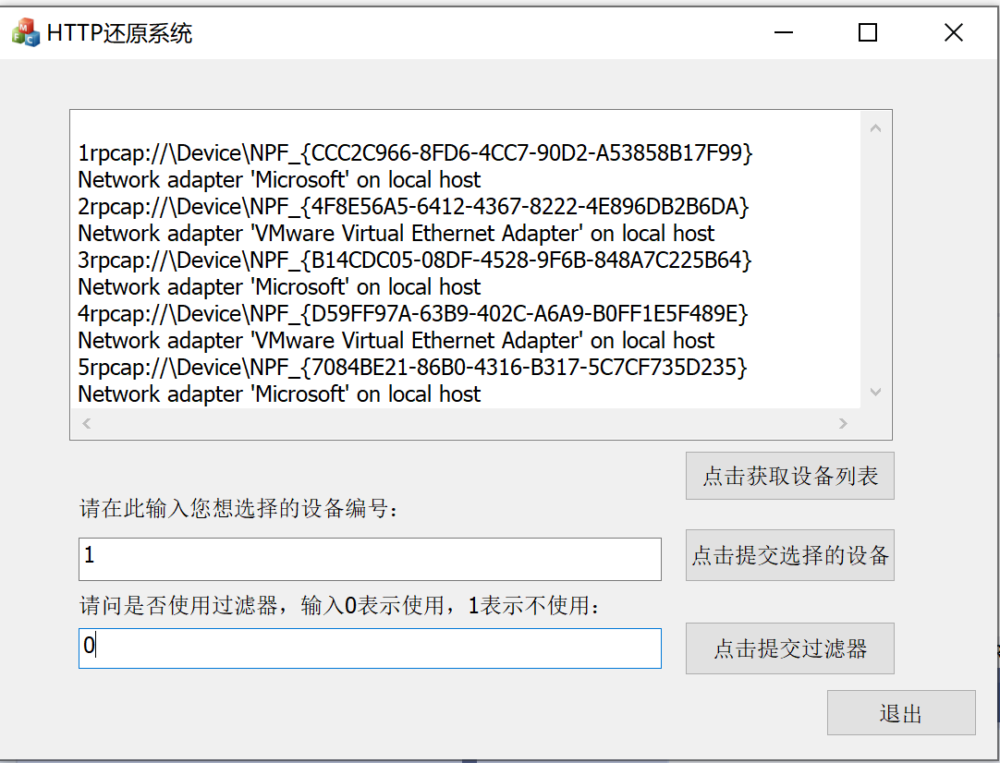 HTTP还原系统
1rpcap://\Device\NPF_{CCC2C966-8FD6-4CC7-90D2-A53858B17F99}
Network adapter 'Microsoft' on local host
2rpcap://\Device\NPF_{4F8E56A5-6412-4367-8222-4E896DB2B6DA}
Network adapter 'VMware Virtual Ethernet Adapter' on local host
3rpcap://\Device\NPF_{B14CDC05-08DF-4528-9F6B-848A7C225B64}
Network adapter 'Microsoft' on local host
4rpcap://\Device\NPF_{D59FF97A-63B9-402C-A6A9-B0FF1E5F489E}
Network adapter 'VMware Virtual Ethernet Adapter' on local host
5rpcap://\Device\NPF_{7084BE21-86B0-4316-B317-5C7CF735D235}
Network adapter 'Microsoft' on local host
点击获取设备列表
请在此输入您想选择的设备编号：
1
点击提交选择的设备
请问是否使用过滤器，输入0表示使用，1表示不使用：
0
点击提交过滤器
退出